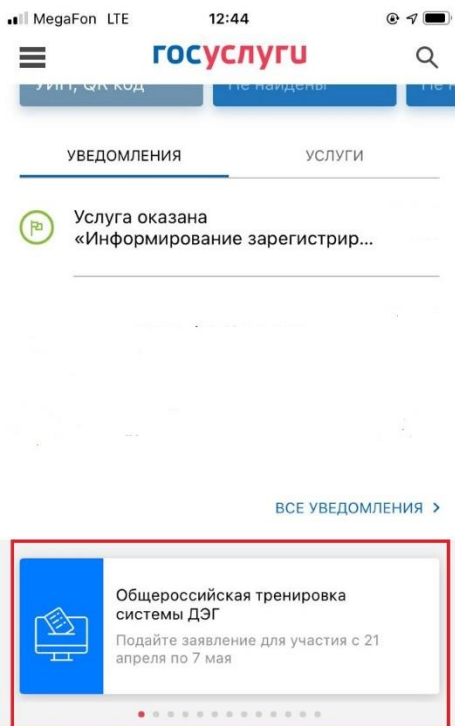 MegaFon LTE 12:44
госуслуги
УИН, QR код Не найдены
УВЕДОМЛЕНИЯ УСЛУГИ
Услуга оказана
«Информирование зарегистрир...
ВСЕ УВЕДОМЛЕНИЯ >
Общероссийская тренировка
системы ДЭГ
Подайте заявление для участия с 21
апреля по 7 мая